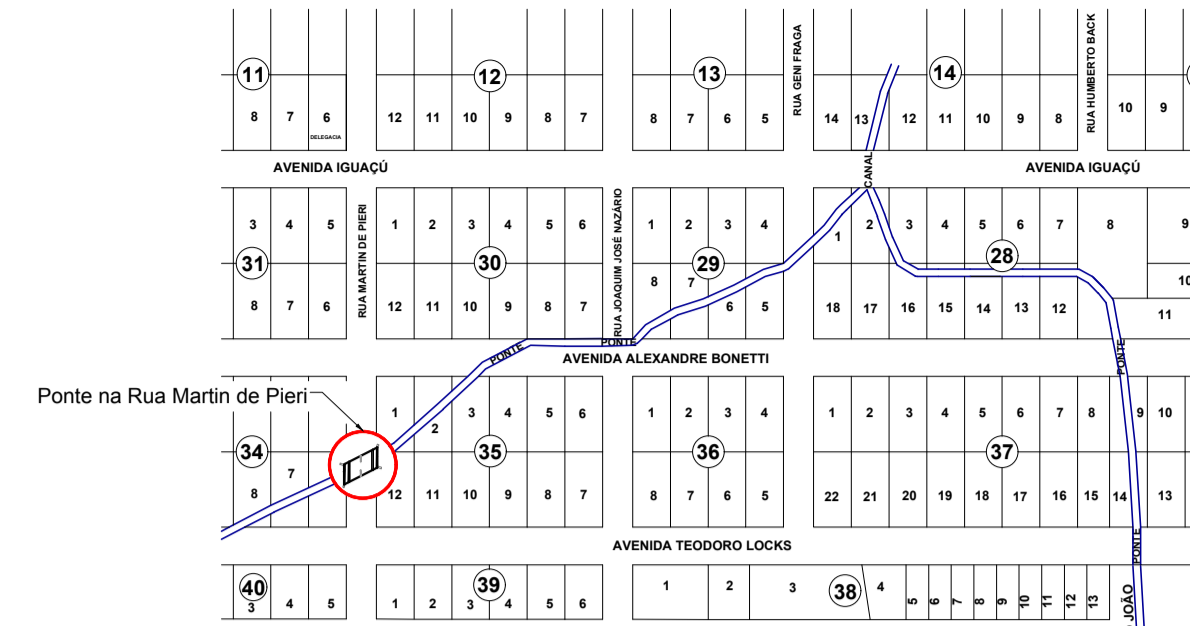 11
12
13
14
RUA GENI FRAGA
RUA HUMBERTO BACK
8 7 6
DELEGACIA
12 11 10 9 8 7
8 7 6 5
14 13 12 11 10 9 8
10 9
AVENIDA IGUAÇÚ
CANAL
AVENIDA IGUAÇÚ
3 4 5
RUA MARTIN DE PIERI
1 2 3 4 5 6
RUA JOAQUIM JOSÉ NAZÁRIO
1 2 3 4
1 2 3 4 5 6 7 8 9
31
30
29
28
8 7 6
12 11 10 9 8 7
8 7 6 5
18 17 16 15 14 13 12
10
11
PONTE
PONTE
AVENIDA ALEXANDRE BONETTI
PONTE
Ponte na Rua Martin de Pieri
1 2 3 4 5 6
1 2 3 4
1 2 3 4 5 6 7 8 9 10
34
35
36
37
8 7
12 11 10 9 8 7
8 7 6 5
22 21 20 19 18 17 16 15 14 13
AVENIDA TEODORO LOCKS
PONTE
40
39
38
3 4 5
1 2 3 4 5 6
1 2 3 4 5 6 7 8 9 10 11 12 13
JOÃO